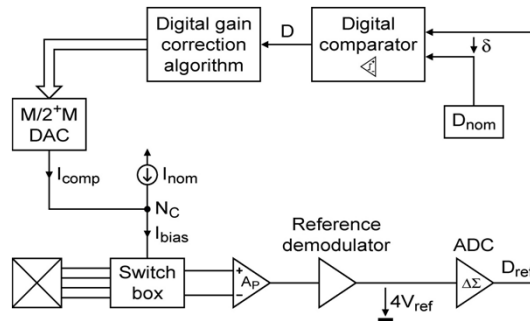 Digital gain
correction
algorithm
D
Digital
comparator
δ
D_nom
M/2⁺M
DAC
I_comp
I_nom
N_C
I_bias
Switch
box
+
A_P
−
Reference
demodulator
4V_ref
ADC
ΔΣ
D_ref